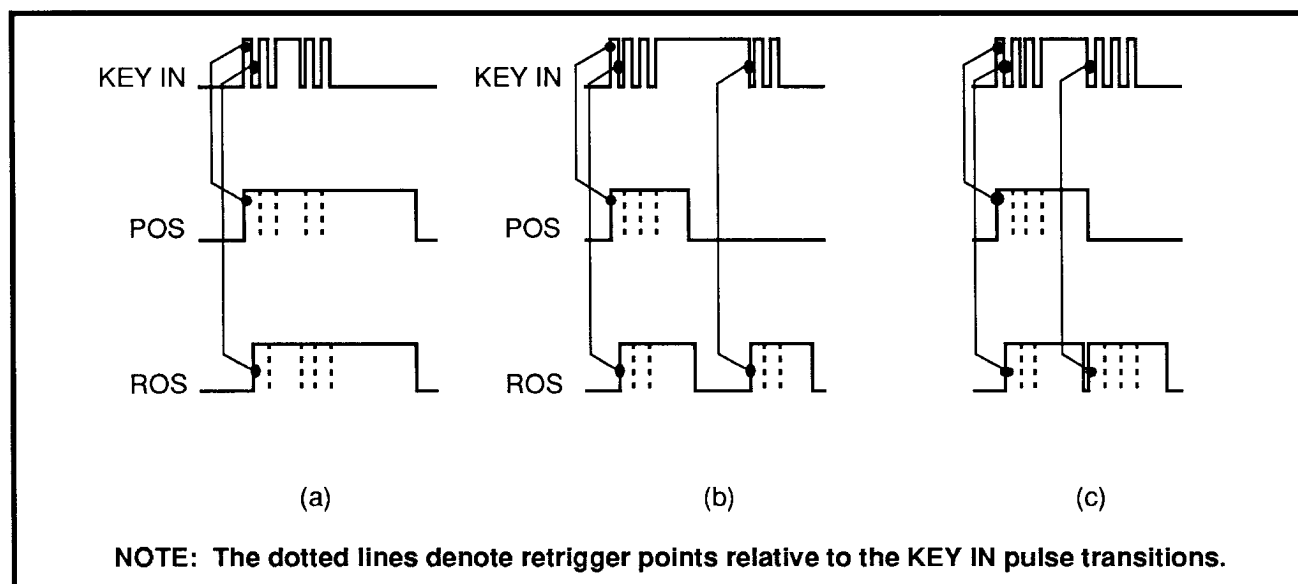 KEY IN KEY IN KEY IN
POS POS
ROS ROS ROS
(a) (b) (c)
NOTE: The dotted lines denote retrigger points relative to the KEY IN pulse transitions.